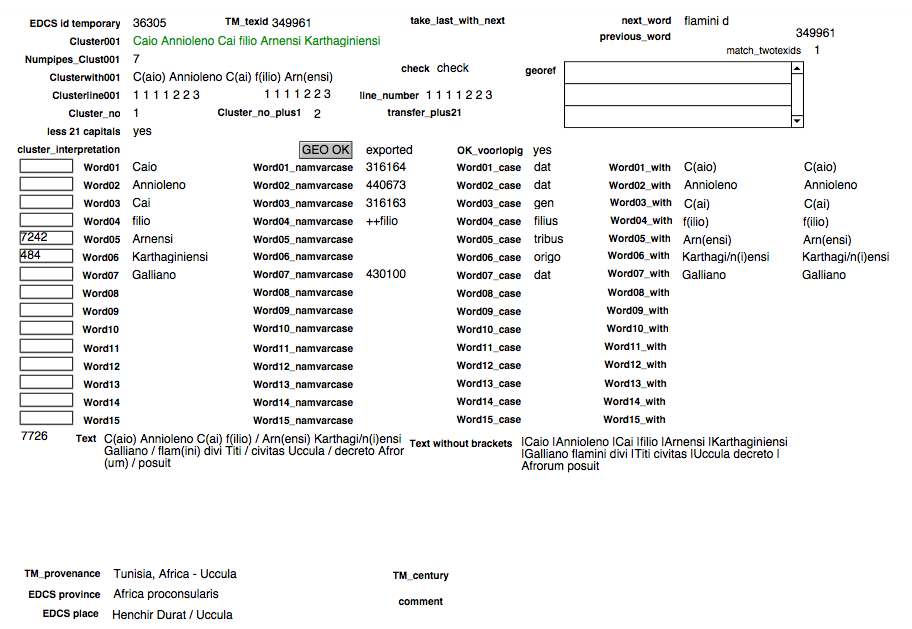 EDCS id temporary 36305 TM_texid 349961 take_last_with_next next_word flamini d
previous_word 349961
Cluster001 Caio Annioleno Cai filio Arnensi Karthaginiensi
match_twotexids 1
Numpipes_Clust001 7
check check georef
Clusterwith001 C(aio) Annioleno C(ai) f(ilio) Arn(ensi)
Clusterline001 1 1 1 1 2 2 3 1 1 1 1 2 2 3 line_number 1 1 1 1 2 2 3
Cluster_no 1 Cluster_no_plus1 2 transfer_plus21
less 21 capitals yes
cluster_interpretation GEO OK exported OK_voorlopig yes
Word01 Caio Word01_namvarcase 316164 Word01_case dat Word01_with C(aio) C(aio)
Word02 Annioleno Word02_namvarcase 440673 Word02_case dat Word02_with Annioleno Annioleno
Word03 Cai Word03_namvarcase 316163 Word03_case gen Word03_with C(ai) C(ai)
Word04 filio Word04_namvarcase ++filio Word04_case filius Word04_with f(ilio) f(ilio)
7242 Word05 Arnensi Word05_namvarcase Word05_case tribus Word05_with Arn(ensi) Arn(ensi)
484 Word06 Karthaginiensi Word06_namvarcase Word06_case origo Word06_with Karthagi/n(i)ensi Karthagi/n(i)ensi
Word07 Galliano Word07_namvarcase 430100 Word07_case dat Word07_with Galliano Galliano
Word08 Word08_namvarcase Word08_case Word08_with
Word09 Word09_namvarcase Word09_case Word09_with
Word10 Word10_namvarcase Word10_case Word10_with
Word11 Word11_namvarcase Word11_case Word11_with
Word12 Word12_namvarcase Word12_case Word12_with
Word13 Word13_namvarcase Word13_case Word13_with
Word14 Word14_namvarcase Word14_case Word14_with
Word15 Word15_namvarcase Word15_case Word15_with
7726 Text C(aio) Annioleno C(ai) f(ilio) / Arn(ensi) Karthagi/n(i)ensi
Galliano / flam(ini) divi Titi / civitas Uccula / decreto Afror
(um) / posuit
Text without brackets |Caio |Annioleno |Cai |filio |Arnensi |Karthaginiensi
|Galliano flamini divi |Titi civitas |Uccula decreto |
Afrorum posuit
TM_provenance Tunisia, Africa - Uccula TM_century
EDCS province Africa proconsularis
comment
EDCS place Henchir Durat / Uccula